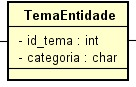 TemaEntidade
- id_tema : int
- categoria : char